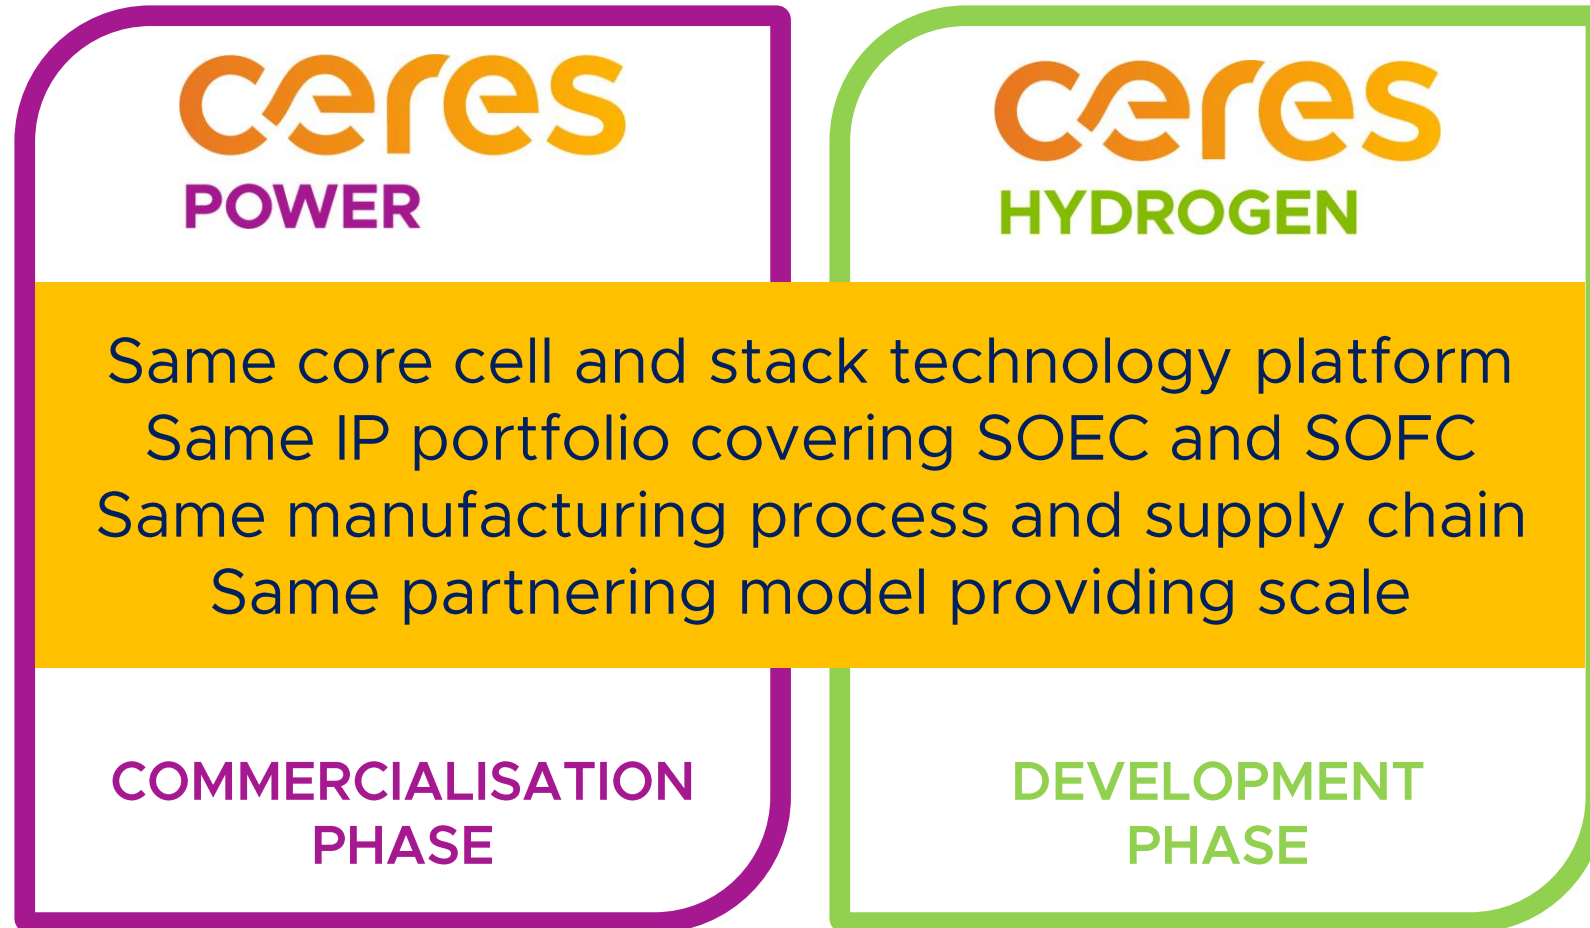 ceres
POWER
ceres
HYDROGEN
Same core cell and stack technology platform
Same IP portfolio covering SOEC and SOFC
Same manufacturing process and supply chain
Same partnering model providing scale
COMMERCIALISATION
PHASE
DEVELOPMENT
PHASE